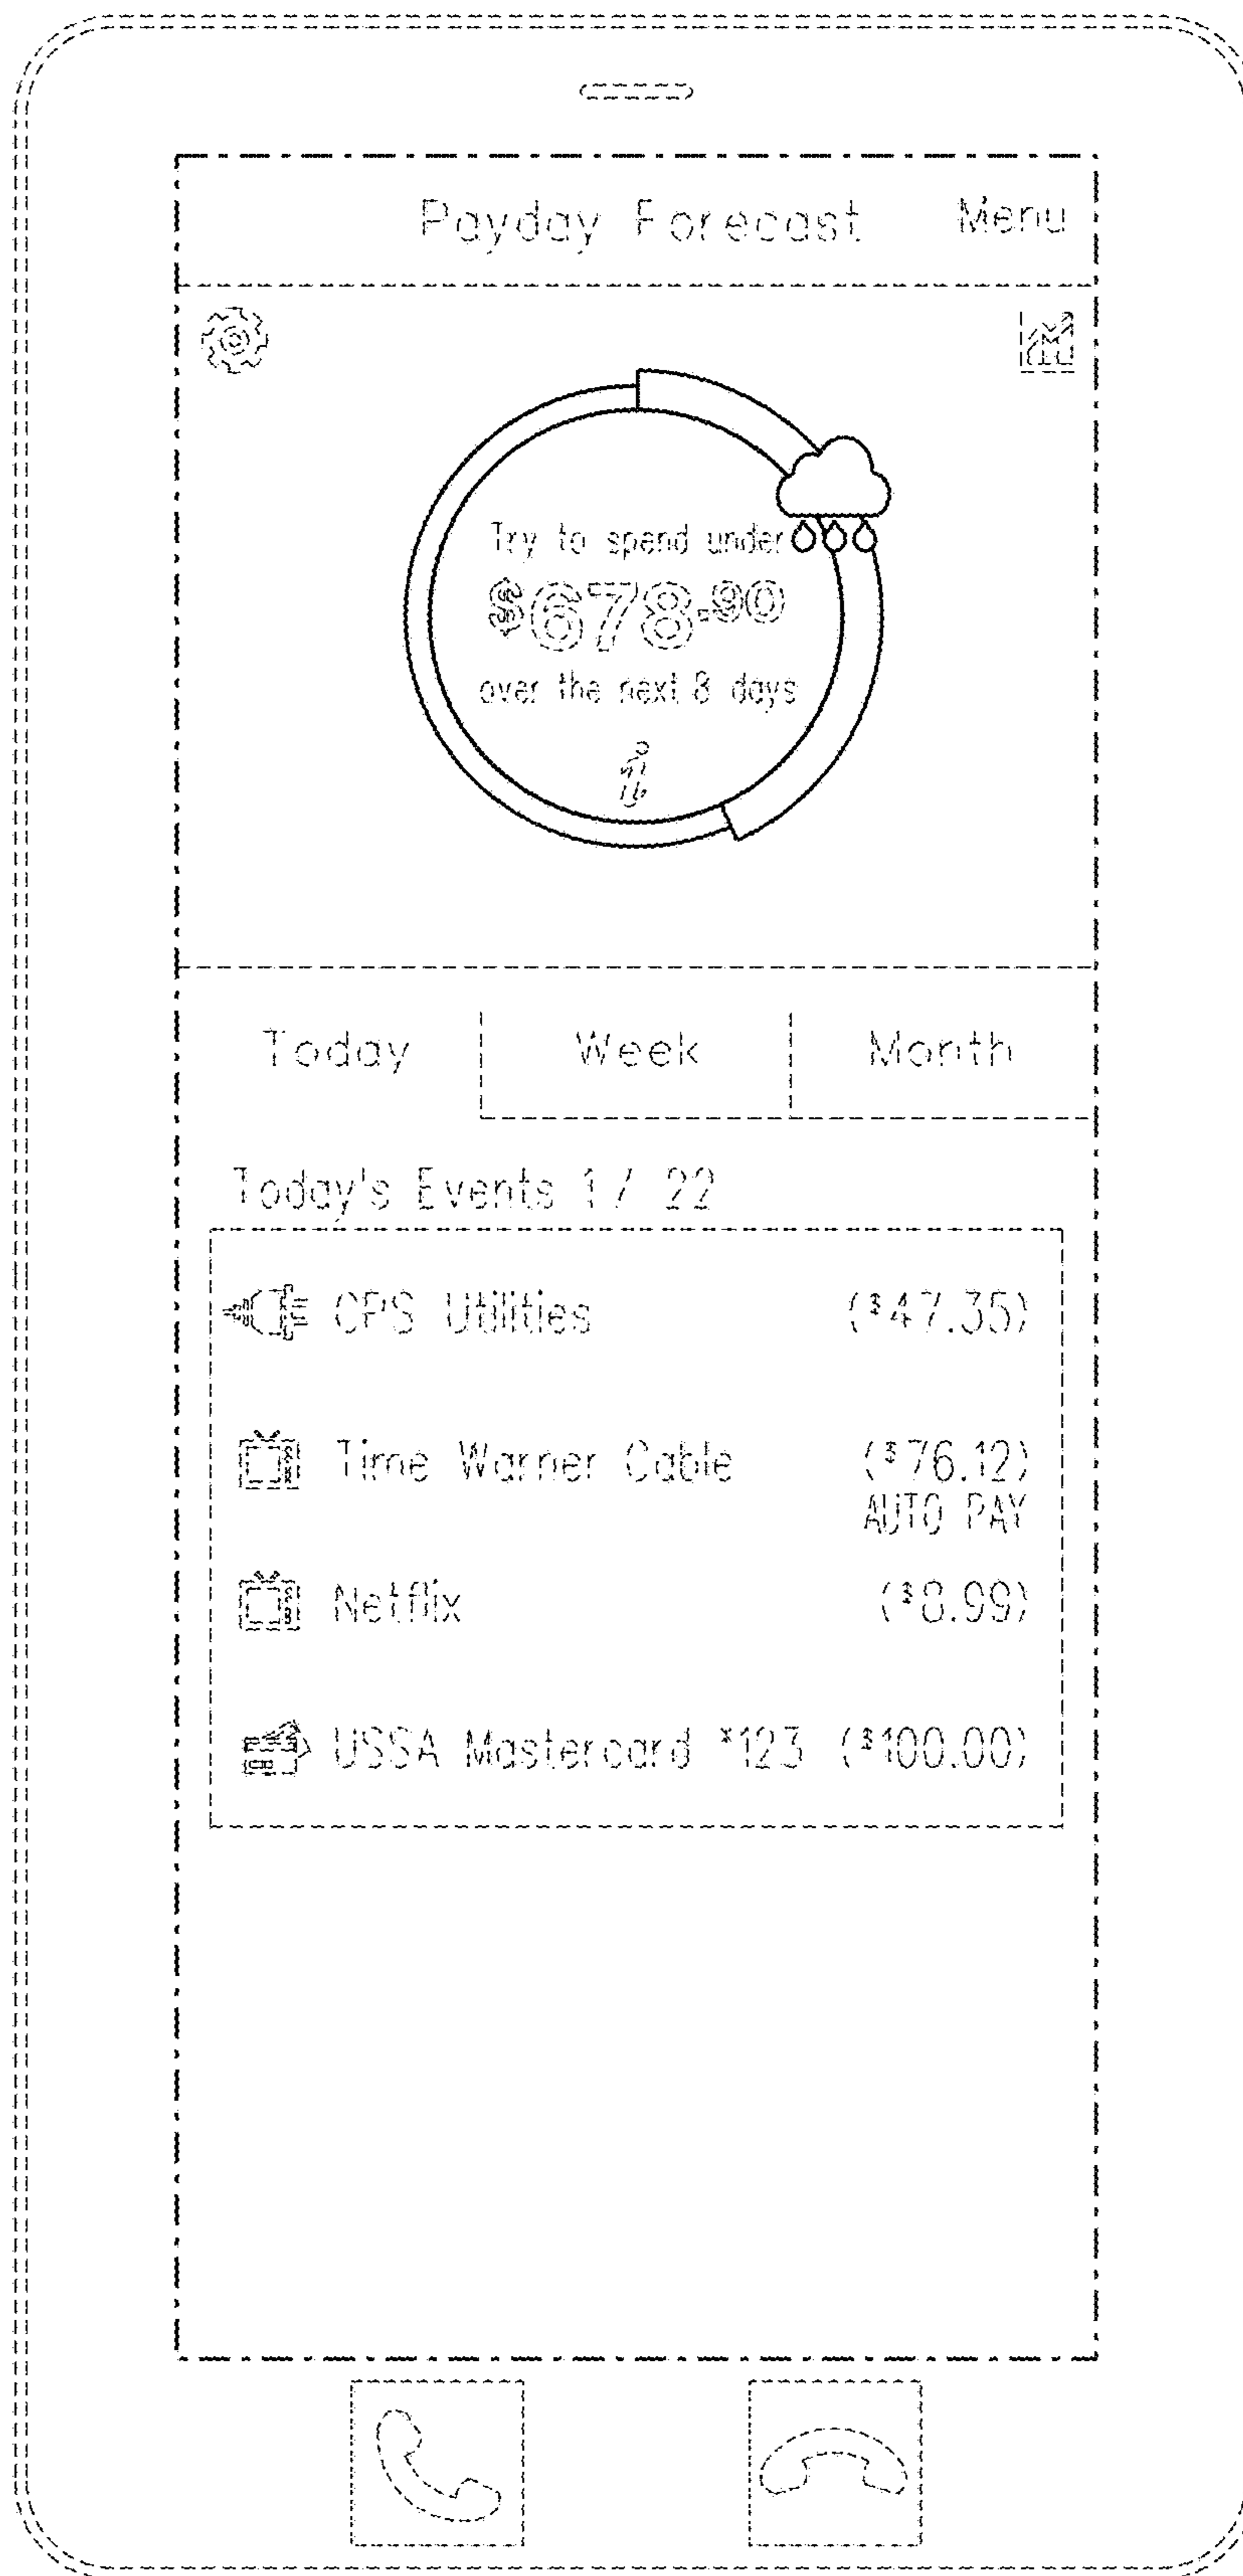 Payday Forecast Menu
Try to spend under
$678.90
over the next 8 days
i
Today Week Month
Today's Events 1 / 22
CPS Utilities ($47.35)
Time Warner Cable ($76.12)
AUTO PAY
Netflix ($8.99)
USSA Mastercard *123 ($100.00)